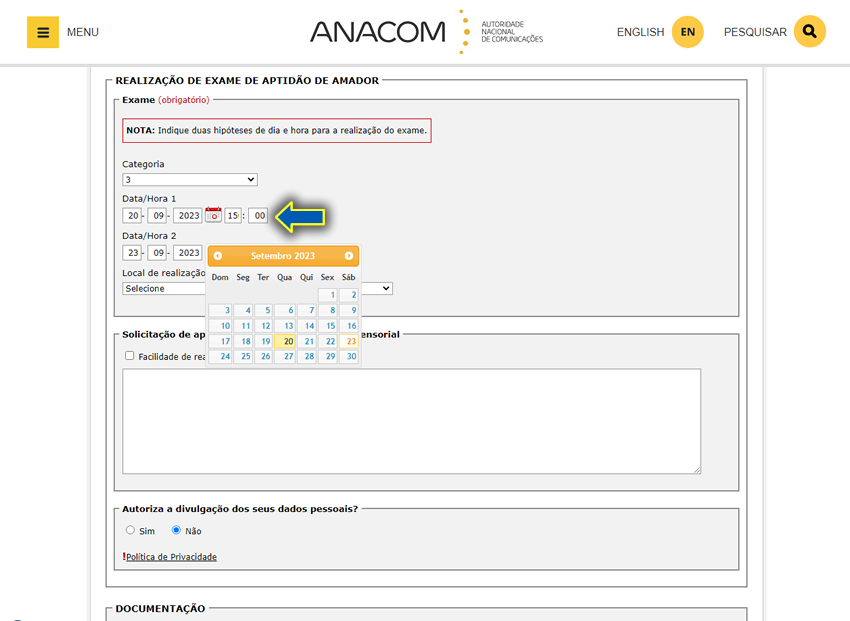 MENU
ANACOM
AUTORIDADE
NACIONAL
DE COMUNICAÇÕES
ENGLISH EN
PESQUISAR
REALIZAÇÃO DE EXAME DE APTIDÃO DE AMADOR
Exame (obrigatório)
NOTA: Indique duas hipóteses de dia e hora para a realização do exame.
Categoria
3
Data/Hora 1
20 - 09 - 2023 15 : 00
Data/Hora 2
23 - 09 - 2023
Setembro 2023
Dom Seg Ter Qua Qui Sex Sáb
1 2
3 4 5 6 7 8 9
10 11 12 13 14 15 16
17 18 19 20 21 22 23
24 25 26 27 28 29 30
Local de realização
Selecione
Solicitação de ap ensorial
Facilidade de rea
Autoriza a divulgação dos seus dados pessoais?
Sim Não
!Política de Privacidade
DOCUMENTAÇÃO